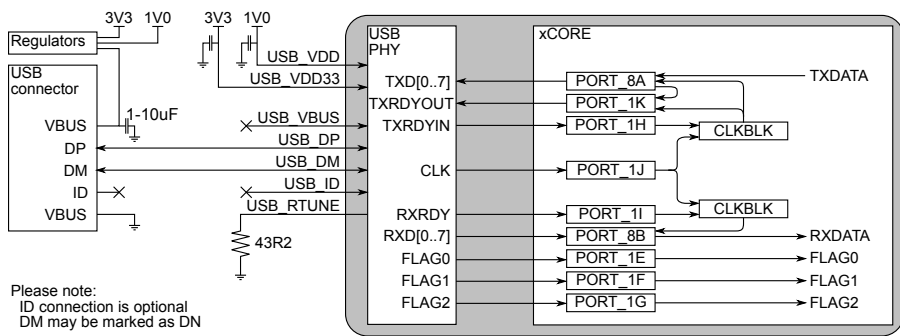 3V3 1V0
Regulators
USB
connector
VBUS
1-10uF
DP
DM
ID
VBUS
3V3 1V0
USB_VDD
USB_VDD33
USB_VBUS
USB_DP
USB_DM
USB_ID
USB_RTUNE
43R2
Please note:
ID connection is optional
DM may be marked as DN
USB
PHY
TXD[0..7]
TXRDYOUT
TXRDYIN
CLK
RXRDY
RXD[0..7]
FLAG0
FLAG1
FLAG2
xCORE
PORT_8A
TXDATA
PORT_1K
PORT_1H
CLKBLK
PORT_1J
CLKBLK
PORT_1I
PORT_8B
RXDATA
PORT_1E
FLAG0
PORT_1F
FLAG1
PORT_1G
FLAG2